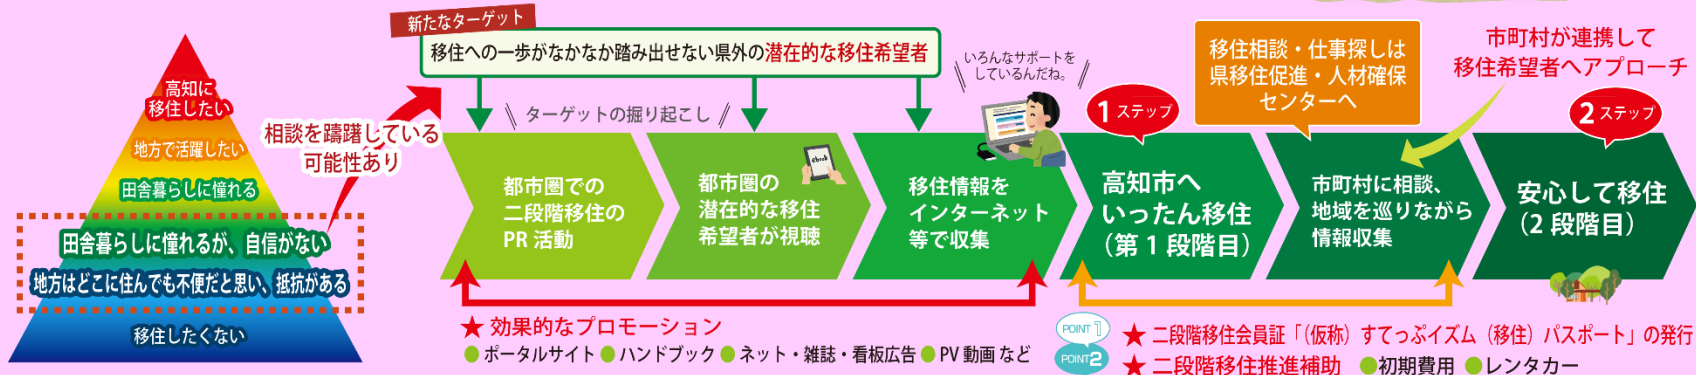 高知に
移住したい
地方で活躍したい
田舎暮らしに憧れる
田舎暮らしに憧れるが、自信がない
地方はどこに住んでも不便だと思い、抵抗がある
移住したくない
相談を躊躇している
可能性あり
新たなターゲット
移住への一歩がなかなか踏み出せない県外の潜在的な移住希望者
ターゲットの掘り起こし
いろんなサポートを
しているんだね。
都市圏での
二段階移住の
PR 活動
都市圏の
潜在的な移住
希望者が視聴
ebook
移住情報を
インターネット
等で収集
1 ステップ
高知市へ
いったん移住
(第 1 段階目)
移住相談・仕事探しは
県移住促進・人材確保
センターへ
市町村に相談、
地域を巡りながら
情報収集
市町村が連携して
移住希望者へアプローチ
2 ステップ
安心して移住
(2 段階目)
★ 効果的なプロモーション
●ポータルサイト ●ハンドブック ●ネット・雑誌・看板広告 ●PV 動画 など
POINT 1
★ 二段階移住会員証「(仮称) すてっぷイズム (移住) パスポート」の発行
POINT 2
★ 二段階移住推進補助 ●初期費用 ●レンタカー